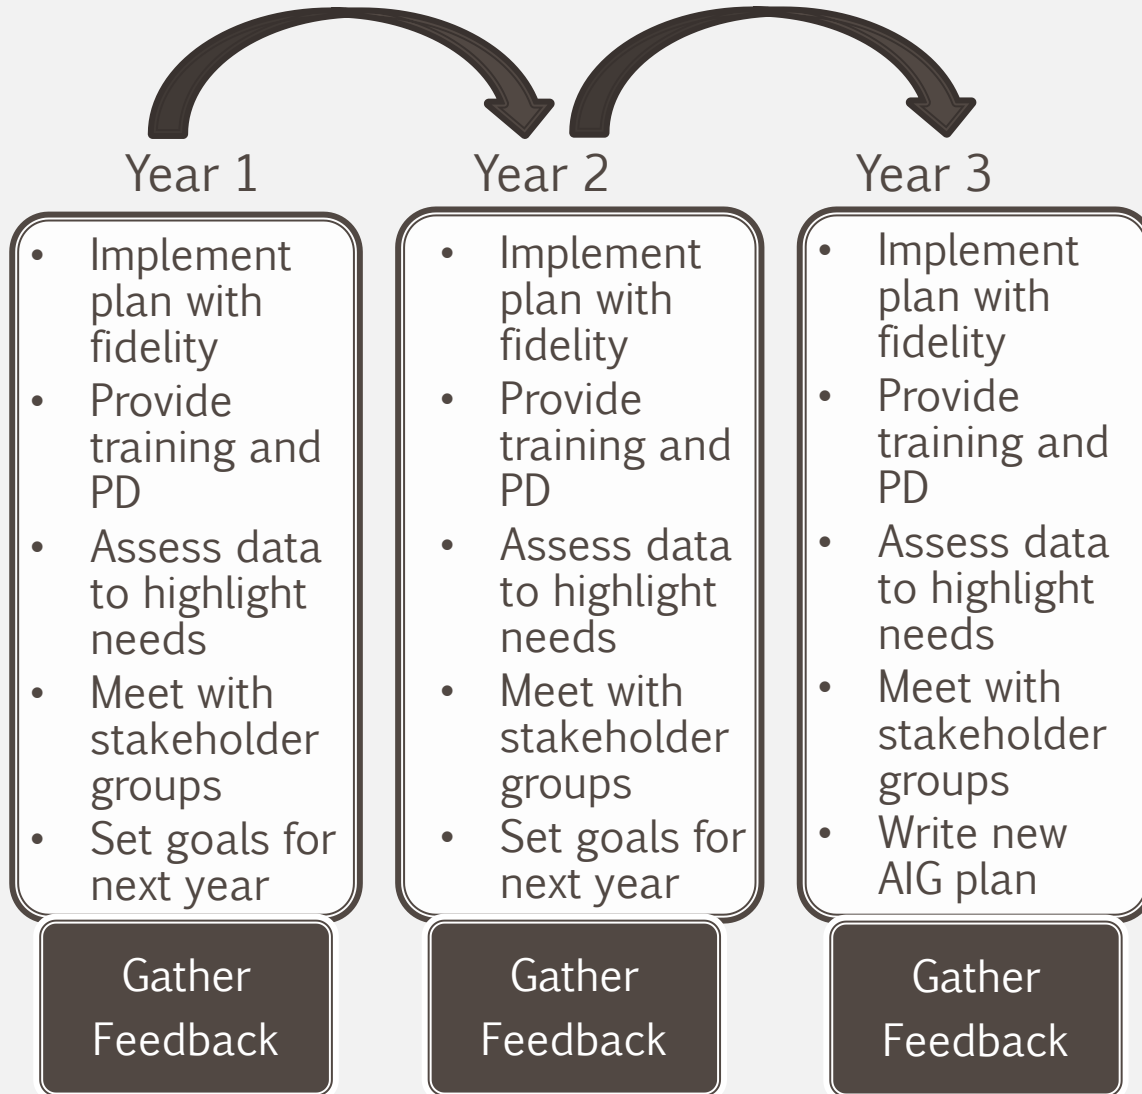 Year 1
• Implement
plan with
fidelity
• Provide
training and
PD
• Assess data
to highlight
needs
• Meet with
stakeholder
groups
• Set goals for
next year
Gather
Feedback
Year 2
• Implement
plan with
fidelity
• Provide
training and
PD
• Assess data
to highlight
needs
• Meet with
stakeholder
groups
• Set goals for
next year
Gather
Feedback
Year 3
• Implement
plan with
fidelity
• Provide
training and
PD
• Assess data
to highlight
needs
• Meet with
stakeholder
groups
• Write new
AIG plan
Gather
Feedback